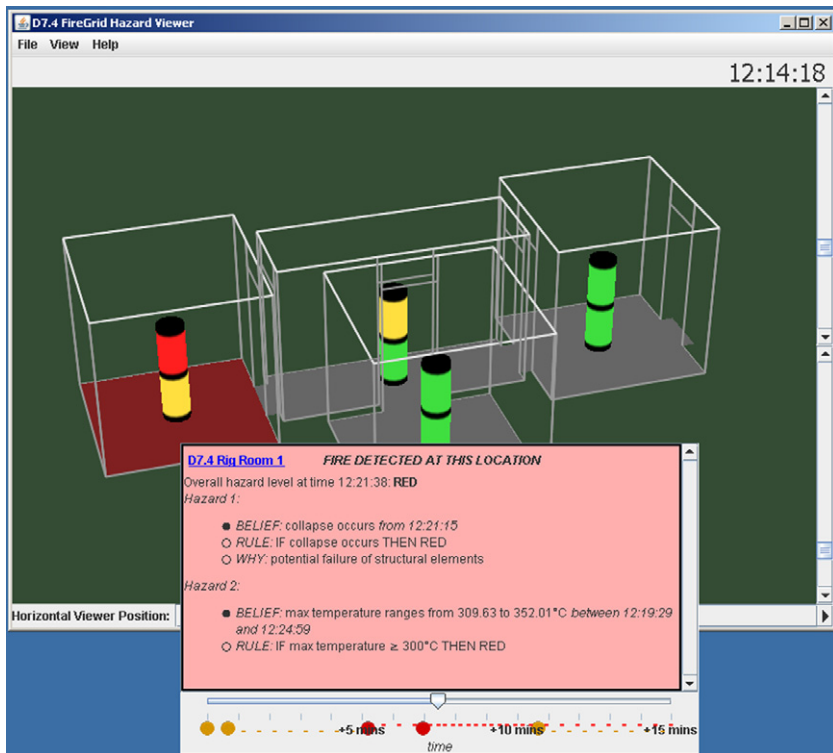 D7.4 FireGrid Hazard Viewer
File View Help
12:14:18
D7.4 Rig Room 1 FIRE DETECTED AT THIS LOCATION
Overall hazard level at time 12:21:38: RED
Hazard 1:
BELIEF: collapse occurs from 12:21:15
RULE: IF collapse occurs THEN RED
WHY: potential failure of structural elements
Hazard 2:
BELIEF: max temperature ranges from 309.63 to 352.01°C between 12:19:29
and 12:24:59
RULE: IF max temperature ≥ 300°C THEN RED
Horizontal Viewer Position:
+5 mins +10 mins +15 mins
time